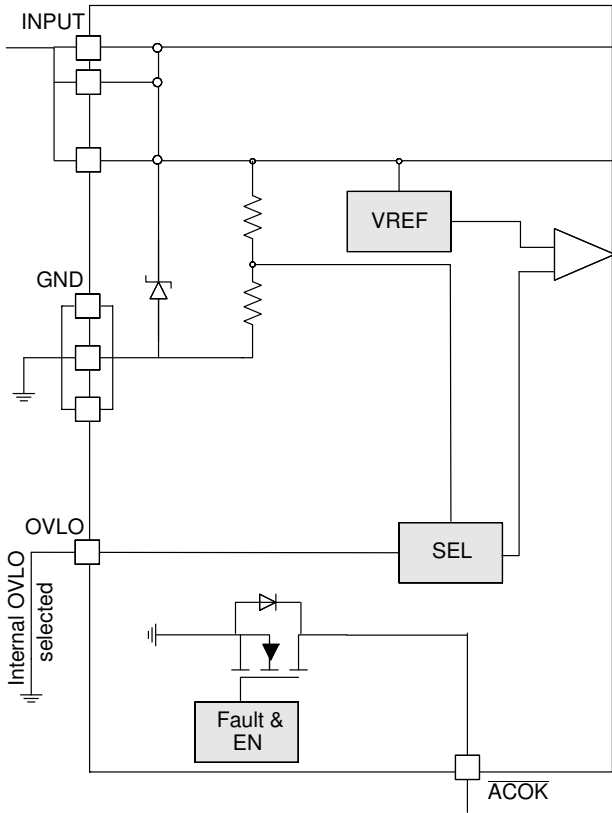 INPUT
VREF
GND
OVLO
SEL
Internal OVLO
selected
Fault &
EN
ACOK